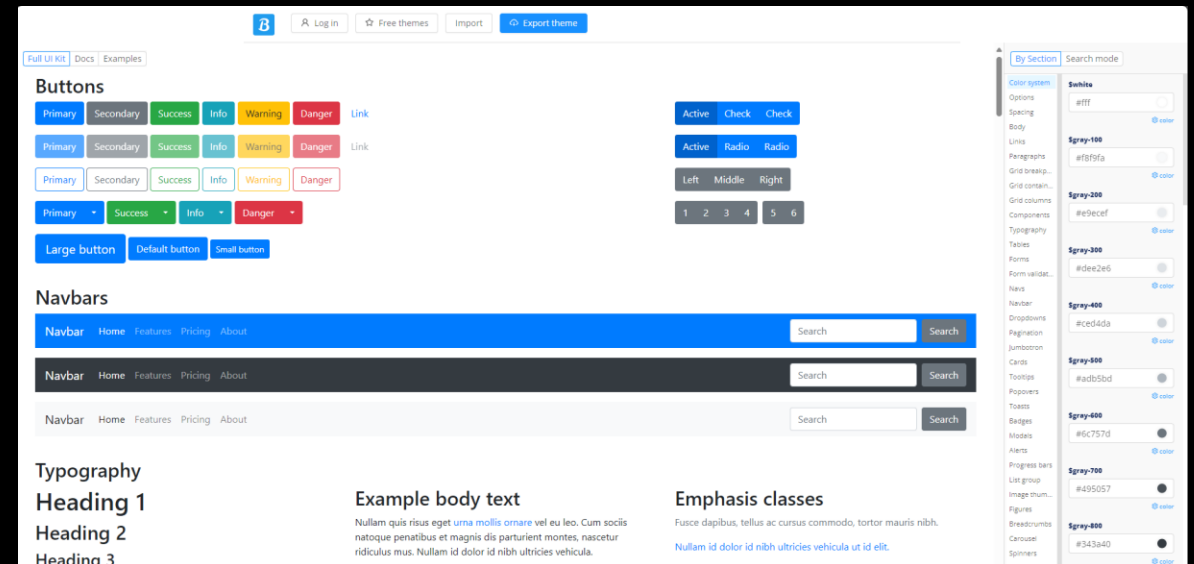 B
Log in
Free themes
Import
Export theme
Full UI Kit Docs Examples
Buttons
Primary Secondary Success Info Warning Danger Link
Active Check Check
Primary Secondary Success Info Warning Danger Link
Active Radio Radio
Primary Secondary Success Info Warning Danger
Left Middle Right
Primary Success Info Danger
1 2 3 4 5 6
Large button Default button Small button
Navbars
Navbar Home Features Pricing About Search Search
Navbar Home Features Pricing About Search Search
Navbar Home Features Pricing About Search Search
Typography
Heading 1
Heading 2
Heading 3
Example body text
Nullam quis risus eget urna mollis ornare vel eu leo. Cum sociis
natoque penatibus et magnis dis parturient montes, nascetur
ridiculus mus. Nullam id dolor id nibh ultricies vehicula.
Emphasis classes
Fusce dapibus, tellus ac cursus commodo, tortor mauris nibh.
Nullam id dolor id nibh ultricies vehicula ut id elit.
By Section Search mode
Color system
Options
Spacing
Body
Links
Paragraphs
Grid breakp...
Grid contain...
Grid columns
Components
Typography
Tables
Forms
Form validat...
Navs
Navbar
Dropdowns
Pagination
Jumbotron
Cards
Tooltips
Popovers
Toasts
Badges
Modals
Alerts
Progress bars
List group
Image thum...
Figures
Breadcrumbs
Carousel
Spinners
$white
#fff
color
$gray-100
#f8f9fa
color
$gray-200
#e9ecef
color
$gray-300
#dee2e6
color
$gray-400
#ced4da
color
$gray-500
#adb5bd
color
$gray-600
#6c757d
color
$gray-700
#495057
color
$gray-800
#343a40
color